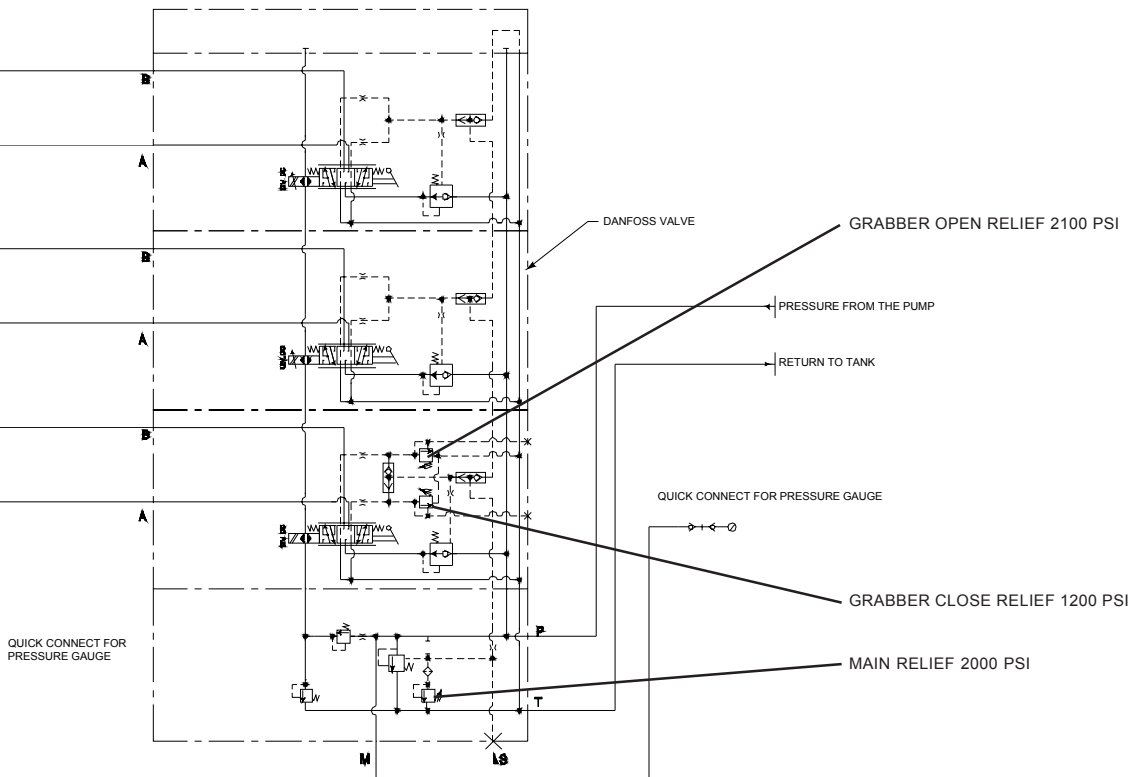 B
A
DANFOSS VALVE
GRABBER OPEN RELIEF 2100 PSI
B
PRESSURE FROM THE PUMP
A
RETURN TO TANK
B
QUICK CONNECT FOR PRESSURE GAUGE
A
GRABBER CLOSE RELIEF 1200 PSI
P
QUICK CONNECT FOR
PRESSURE GAUGE
MAIN RELIEF 2000 PSI
T
M
LS